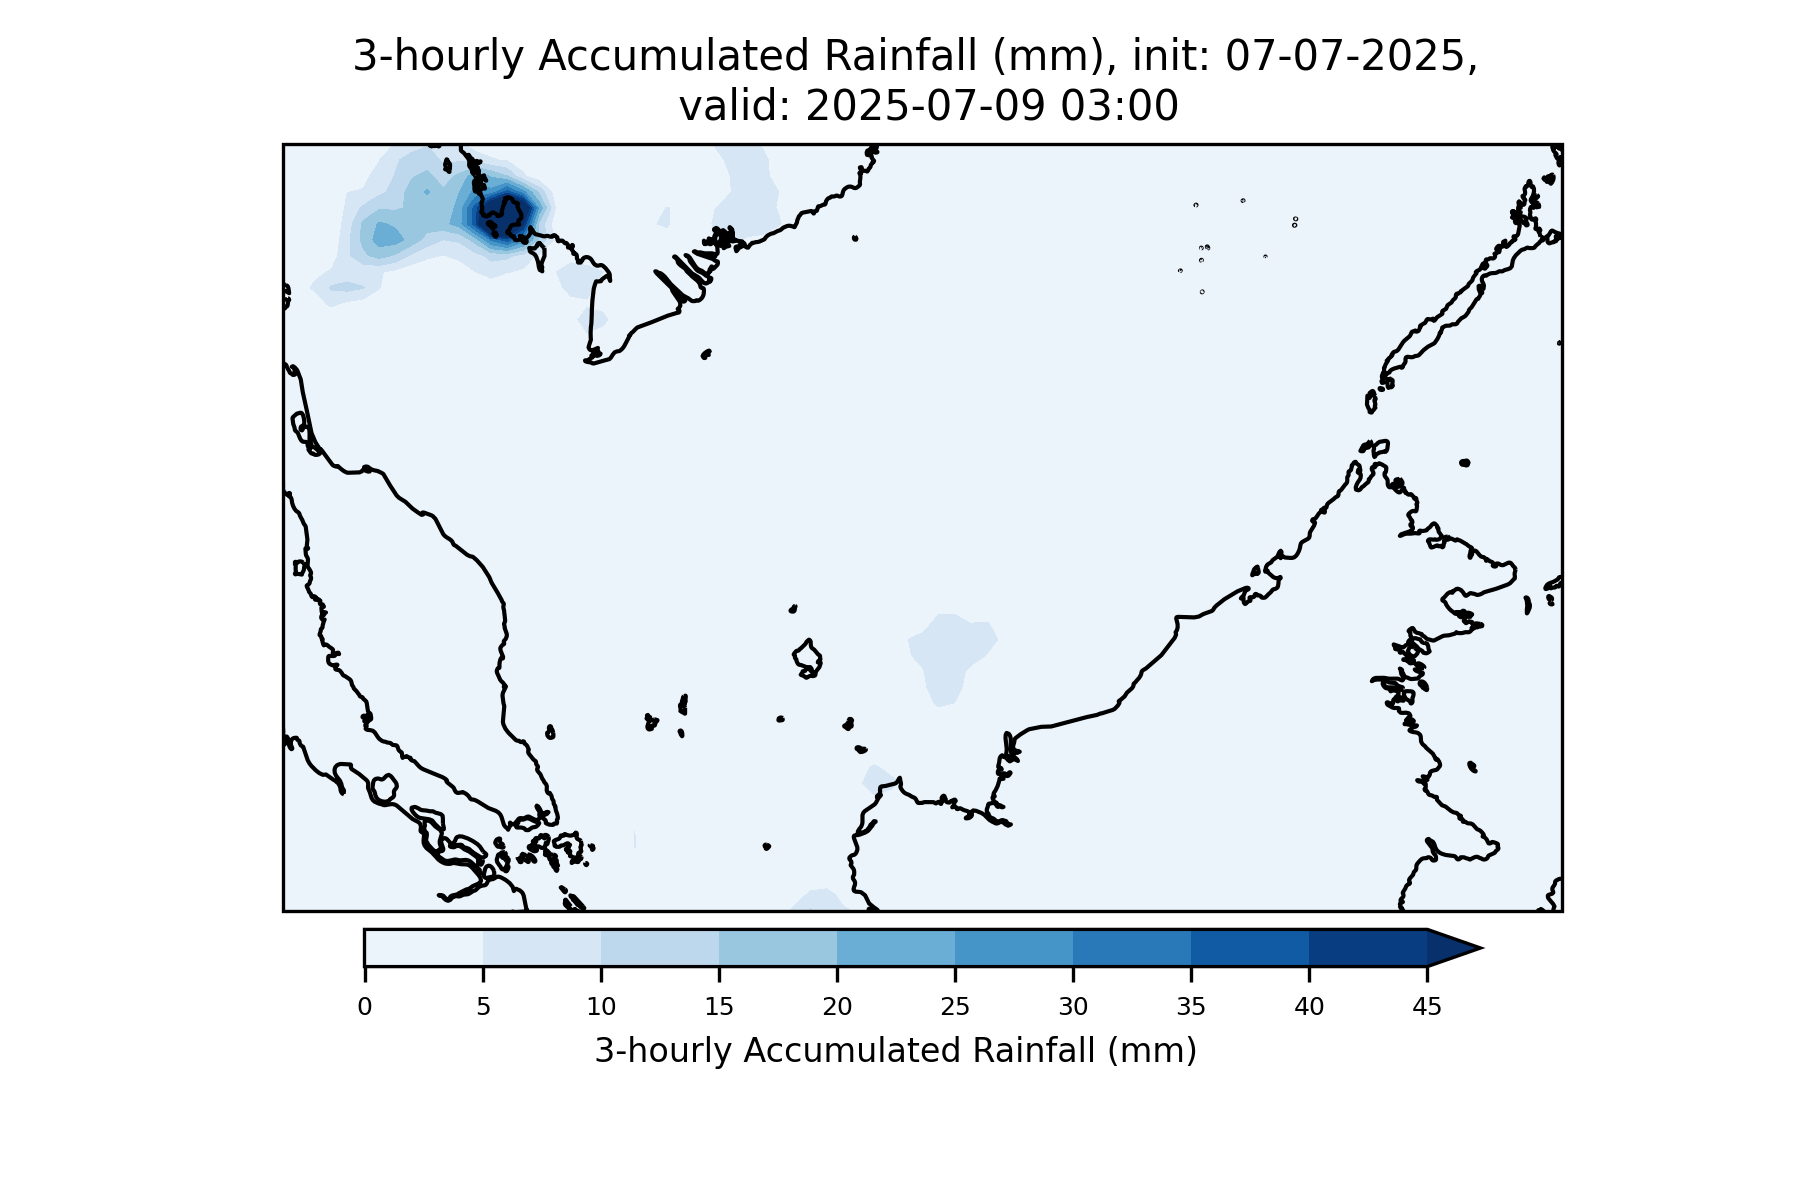 3-hourly Accumulated Rainfall (mm), init: 07-07-2025,
valid: 2025-07-09 03:00
0 5 10 15 20 25 30 35 40 45
3-hourly Accumulated Rainfall (mm)